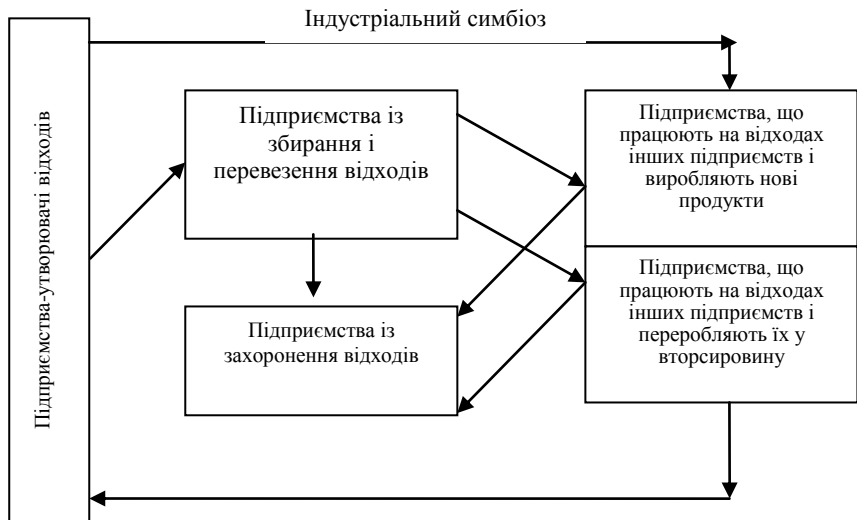 Індустріальний симбіоз
Підприємства-утворювачі відходів
Підприємства із
збирання і
перевезення відходів
Підприємства, що
працюють на відходах
інших підприємств і
виробляють нові
продукти
Підприємства із
захоронення відходів
Підприємства, що
працюють на відходах
інших підприємств і
переробляють їх у
вторсировину